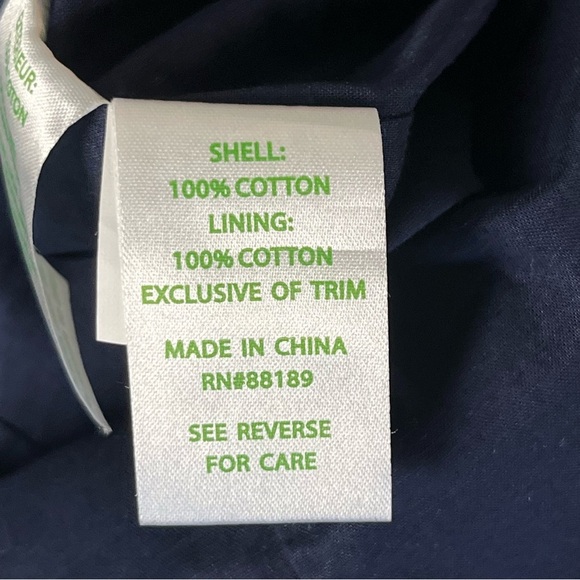 SHELL:
100% COTTON
LINING:
100% COTTON
EXCLUSIVE OF TRIM
MADE IN CHINA
RN#88189
SEE REVERSE
FOR CARE